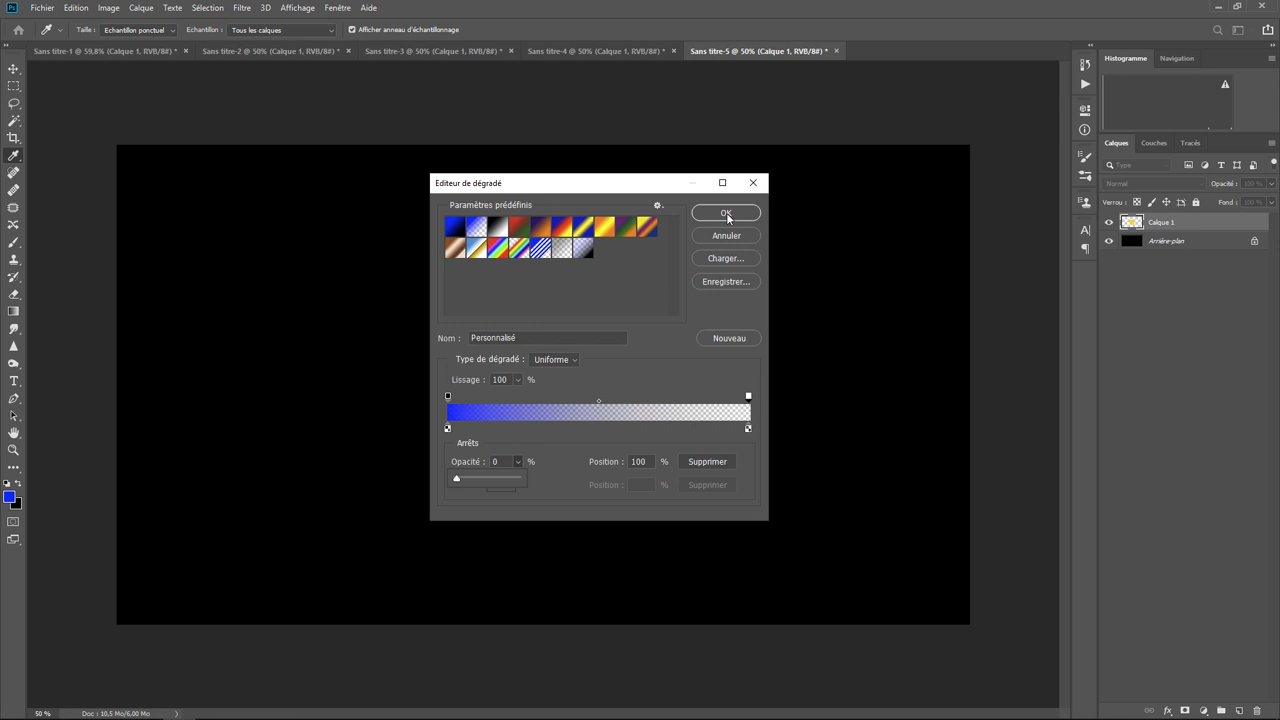 Ps Fichier Edition Image Calque Texte Sélection Filtre 3D Affichage Fenêtre Aide
Taille : Echantillon ponctuel Echantillon : Tous les calques Afficher anneau d'échantillonnage
Sans titre-1 @ 59,8% (Calque 1, RVB/8#) * × Sans titre-2 @ 50% (Calque 1, RVB/8#) * × Sans titre-3 @ 50% (Calque 1, RVB/8#) * × Sans titre-4 @ 50% (Calque 1, RVB/8#) * × Sans titre-5 @ 50% (Calque 1, RVB/8#) * ×
Histogramme Navigation
Calques Couches Tracés
Type
Normal Opacité : 100 %
Verrou : Fond : 100 %
Calque 1
Arrière-plan
Editeur de dégradé
Paramètres prédéfinis
OK
Annuler
Charger...
Enregistrer...
Nom : Personnalisé Nouveau
Type de dégradé : Uniforme
Lissage : 100 %
Arrêts
Opacité : 0 % Position : 100 % Supprimer
Position : % Supprimer
50 % Doc : 10,5 Mo/6,00 Mo